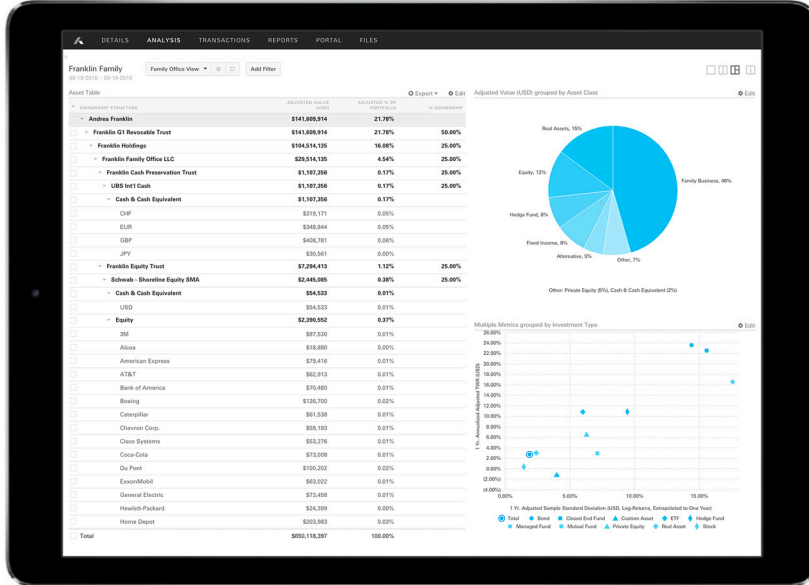 DETAILS ANALYSIS TRANSACTIONS REPORTS PORTAL FILES
Franklin Family
Family Office View Add Filter
09-19-2016 - 09-19-2016
Asset Table Export Edit
OWNERSHIP STRUCTURE ADJUSTED VALUE (USD) ADJUSTED % OF PORTFOLIO % OWNERSHIP
Andrea Franklin $141,609,914 21.78%
Franklin G1 Revocable Trust $141,609,914 21.78% 50.00%
Franklin Holdings $104,514,135 16.08% 25.00%
Franklin Family Office LLC $29,514,135 4.54% 25.00%
Franklin Cash Preservation Trust $1,107,356 0.17% 25.00%
UBS Int'l Cash $1,107,356 0.17% 25.00%
Cash & Cash Equivalent $1,107,356 0.17%
CHF $319,171 0.05%
EUR $348,844 0.05%
GBP $408,781 0.06%
JPY $30,561 0.00%
Franklin Equity Trust $7,294,413 1.12% 25.00%
Schwab - Shoreline Equity SMA $2,445,085 0.38% 25.00%
Cash & Cash Equivalent $54,533 0.01%
USD $54,533 0.01%
Equity $2,390,552 0.37%
3M $87,530 0.01%
Alcoa $18,880 0.00%
American Express $79,416 0.01%
AT&T $62,913 0.01%
Bank of America $70,480 0.01%
Boeing $126,700 0.02%
Caterpillar $61,538 0.01%
Chevron Corp. $59,193 0.01%
Cisco Systems $53,276 0.01%
Coca-Cola $73,008 0.01%
Du Pont $100,202 0.02%
ExxonMobil $63,022 0.01%
General Electric $73,458 0.01%
Hewlett-Packard $24,399 0.00%
Home Depot $203,983 0.03%
Total $650,118,397 100.00%
Adjusted Value (USD) grouped by Asset Class Edit
Real Assets, 15%
Equity, 12%
Family Business, 46%
Hedge Fund, 8%
Fixed Income, 8%
Alternative, 5%
Other, 7%
Other: Private Equity (5%), Cash & Cash Equivalent (2%)
Multiple Metrics grouped by Investment Type Edit
1 Yr. Annualized Adjusted TWR (USD)
26.00%
24.00%
22.00%
20.00%
18.00%
16.00%
14.00%
12.00%
10.00%
8.00%
6.00%
4.00%
2.00%
0.00%
(2.00%)
(4.00%)
0.00% 5.00% 10.00% 15.00%
1 Yr. Adjusted Sample Standard Deviation (USD, Log-Returns, Extrapolated to One Year)
Total Bond Closed End Fund Custom Asset ETF Hedge Fund
Managed Fund Mutual Fund Private Equity Real Asset Stock